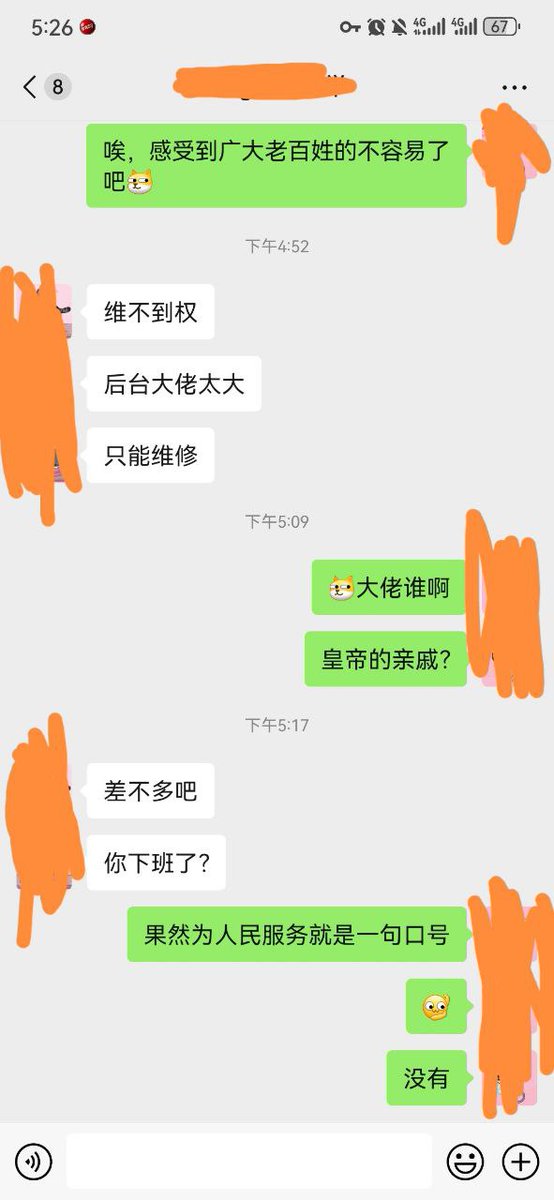 5:26
4G
4G
67
8
唉，感受到广大老百姓的不容易了
吧
下午4:52
维不到权
后台大佬太大
只能维修
下午5:09
大佬谁啊
皇帝的亲戚？
下午5:17
差不多吧
你下班了？
果然为人民服务就是一句口号
没有